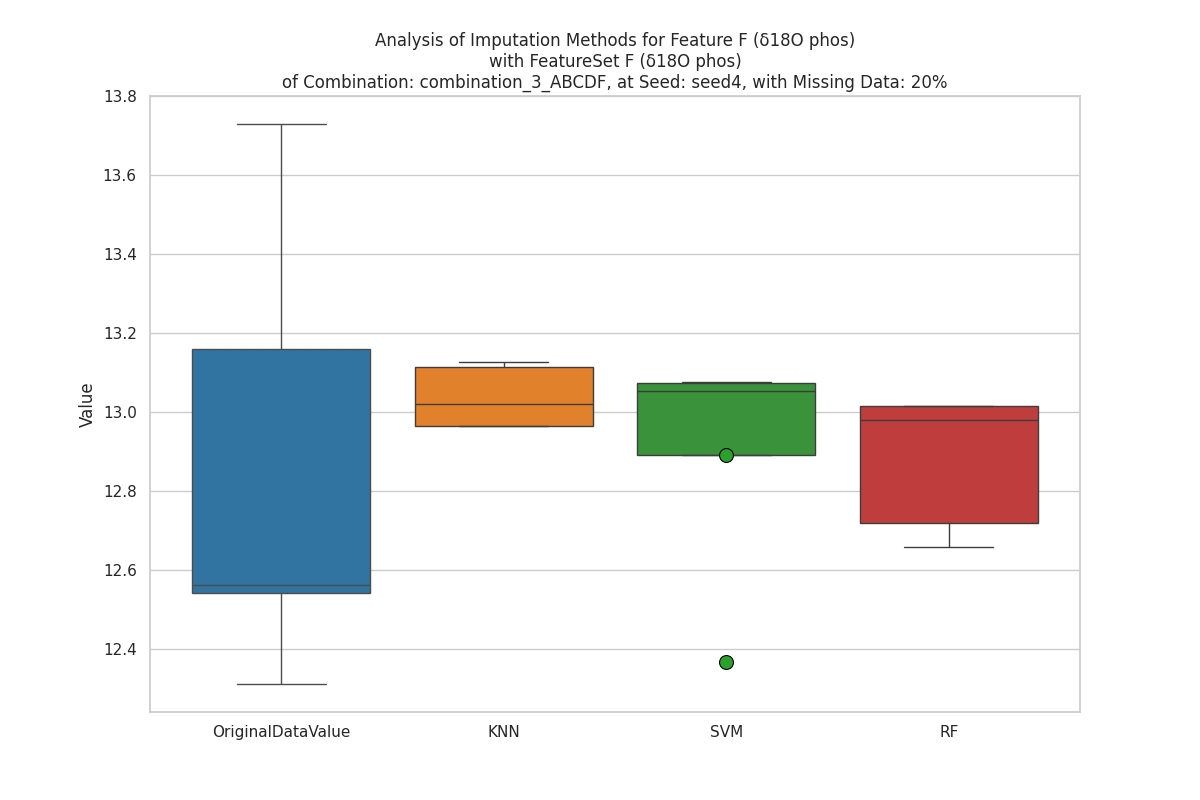 Analysis of Imputation Methods for Feature F (δ18O phos)
with FeatureSet F (δ18O phos)
of Combination: combination_3_ABCDF, at Seed: seed4, with Missing Data: 20%
13.8
13.6
13.4
13.2
13.0
12.8
12.6
12.4
Value
OriginalDataValue
KNN
SVM
RF